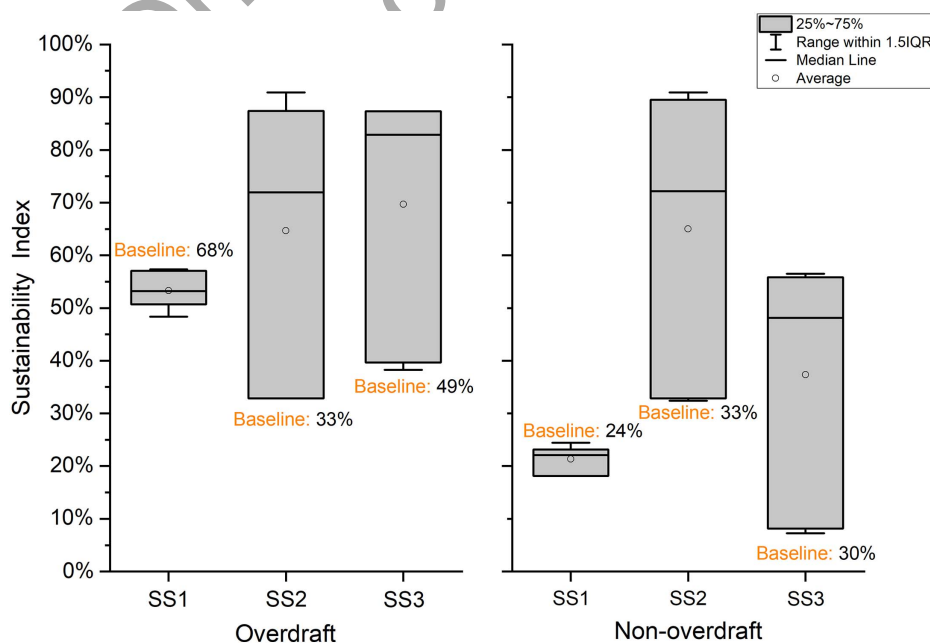 25%~75%
Range within 1.5IQR
Median Line
Average
Sustainability Index
100%
90%
80%
70%
60%
50%
40%
30%
20%
10%
0%
Baseline: 68%
Baseline: 33%
Baseline: 49%
Baseline: 24%
Baseline: 33%
Baseline: 30%
SS1 SS2 SS3
SS1 SS2 SS3
Overdraft
Non-overdraft